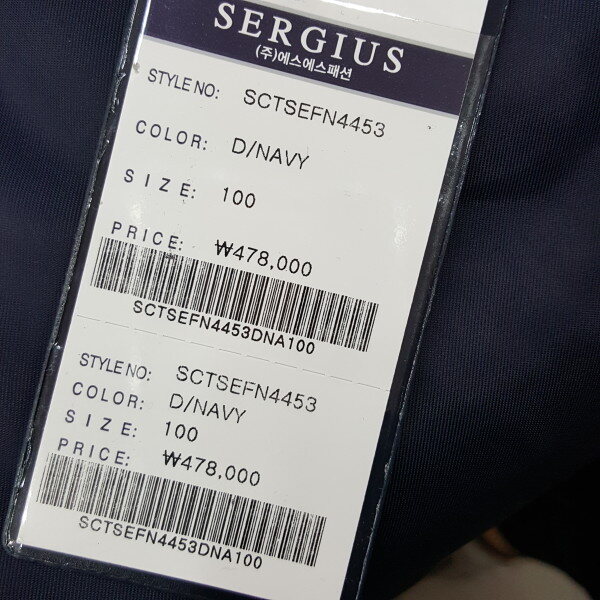 SERGIUS
(주)에스에스패션
STYLE NO: SCTSEFN4453
COLOR: D/NAVY
SIZE: 100
PRICE: ₩478,000
SCTSEFN4453DNA100
STYLE NO: SCTSEFN4453
COLOR: D/NAVY
SIZE: 100
PRICE: ₩478,000
SCTSEFN4453DNA100